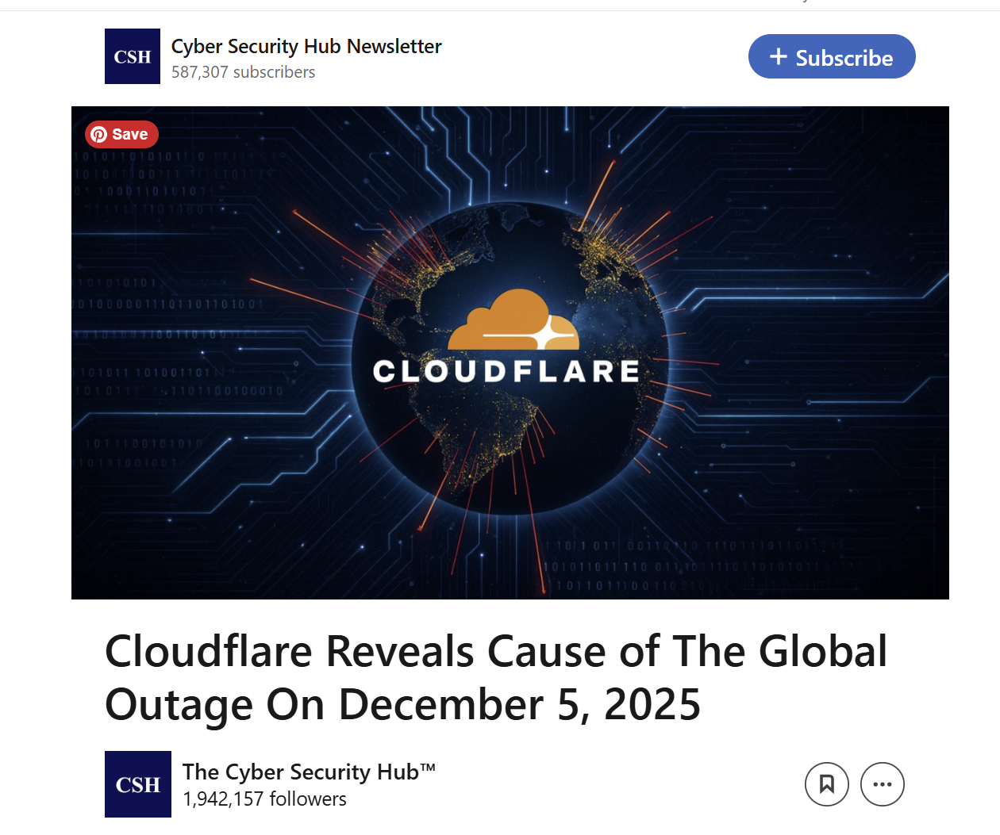 CSH
Cyber Security Hub Newsletter
587,307 subscribers
+ Subscribe
Save
CLOUDFLARE
Cloudflare Reveals Cause of The Global
Outage On December 5, 2025
CSH
The Cyber Security Hub™
1,942,157 followers